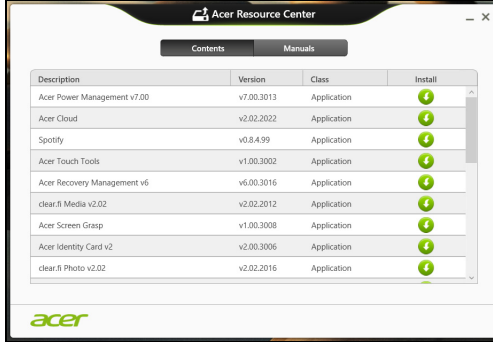 Acer Resource Center
Contents Manuals
Description Version Class Install
Acer Power Management v7.00 v7.00.3013 Application
Acer Cloud v2.02.2022 Application
Spotify v0.8.4.99 Application
Acer Touch Tools v1.00.3002 Application
Acer Recovery Management v6 v6.00.3016 Application
clear.fi Media v2.02 v2.02.2012 Application
Acer Screen Grasp v1.00.3008 Application
Acer Identity Card v2 v2.00.3006 Application
clear.fi Photo v2.02 v2.02.2016 Application
acer